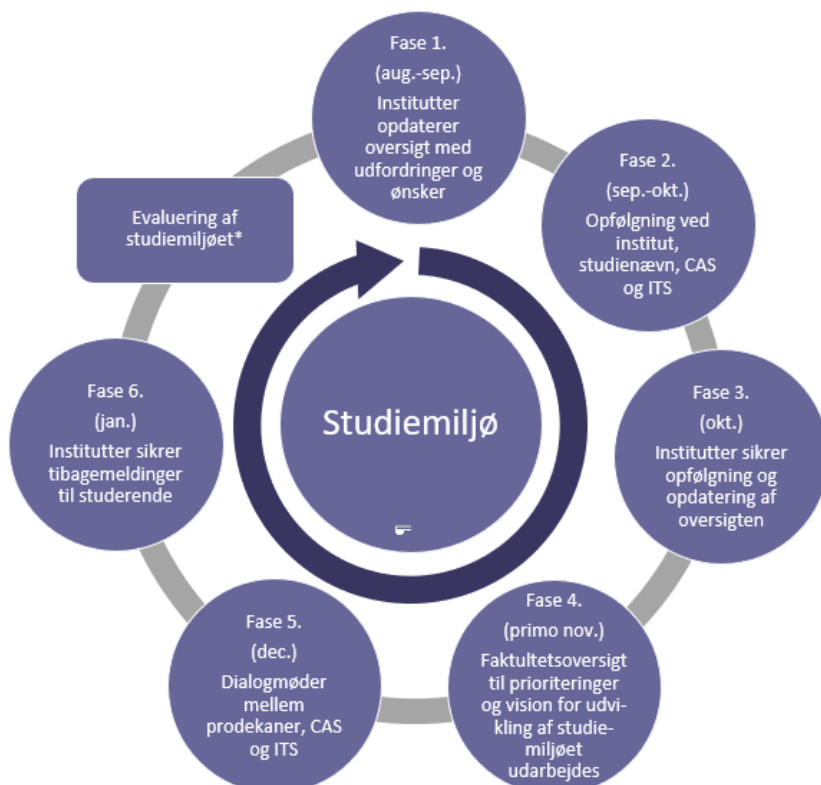 Fase 1.
(aug.-sep.)
Institutter
opdaterer
oversigt med
udfordringer og
ønsker
Fase 2.
(sep.-okt.)
Opfølgning ved
institut,
studienævn, CAS
og ITS
Fase 3.
(okt.)
Institutter sikrer
opfølgning og
opdatering af
oversigten
Fase 4.
(primo nov.)
Faktultetsoversigt
til prioriteringer
og vision for udvi-
kling af studie-
miljøet
udarbejdes
Fase 5.
(dec.)
Dialogmøder
mellem
prodekaner, CAS
og ITS
Fase 6.
(jan.)
Institutter sikrer
tibagemeldinger
til studerende
Evaluering af
studiemiljøet*
Studiemiljø